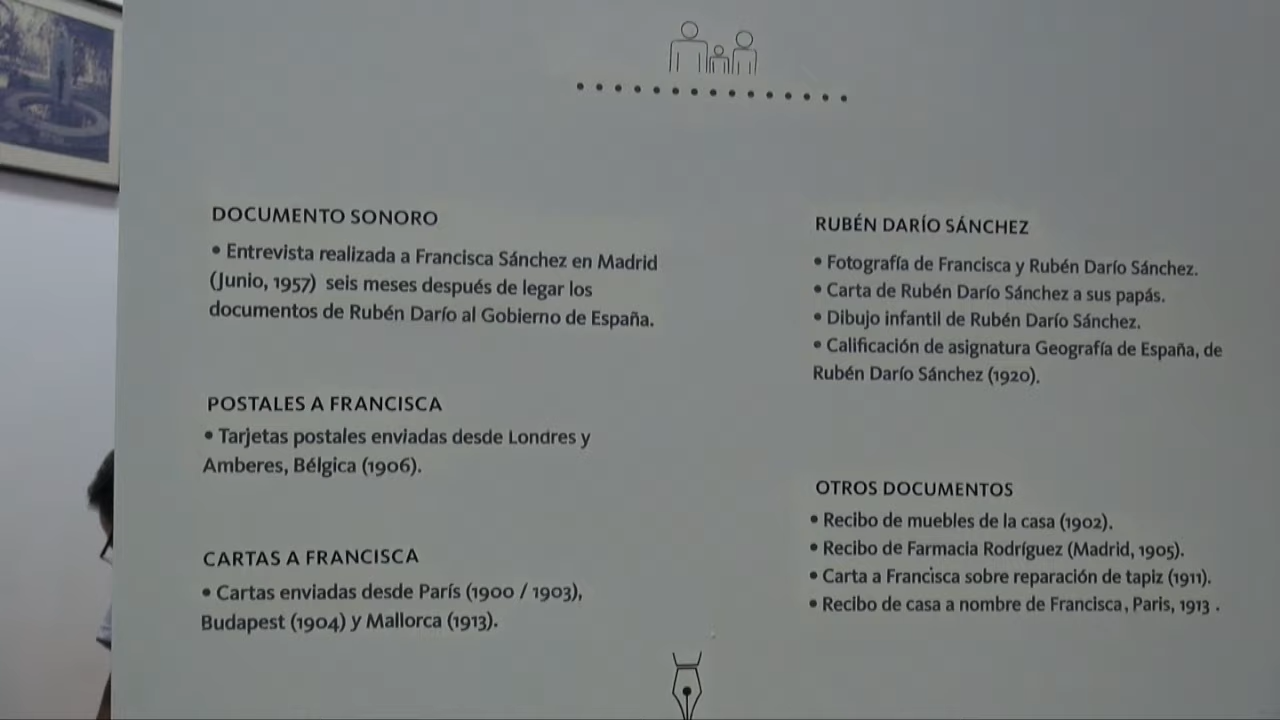 DOCUMENTO SONORO
• Entrevista realizada a Francisca Sánchez en Madrid
(Junio, 1957) seis meses después de legar los
documentos de Rubén Darío al Gobierno de España.
POSTALES A FRANCISCA
• Tarjetas postales enviadas desde Londres y
Amberes, Bélgica (1906).
CARTAS A FRANCISCA
• Cartas enviadas desde París (1900 / 1903),
Budapest (1904) y Mallorca (1913).
RUBÉN DARÍO SÁNCHEZ
• Fotografía de Francisca y Rubén Darío Sánchez.
• Carta de Rubén Darío Sánchez a sus papás.
• Dibujo infantil de Rubén Darío Sánchez.
• Calificación de asignatura Geografía de España, de
Rubén Darío Sánchez (1920).
OTROS DOCUMENTOS
• Recibo de muebles de la casa (1902).
• Recibo de Farmacia Rodríguez (Madrid, 1905).
• Carta a Francisca sobre reparación de tapiz (1911).
• Recibo de casa a nombre de Francisca, Paris, 1913 .